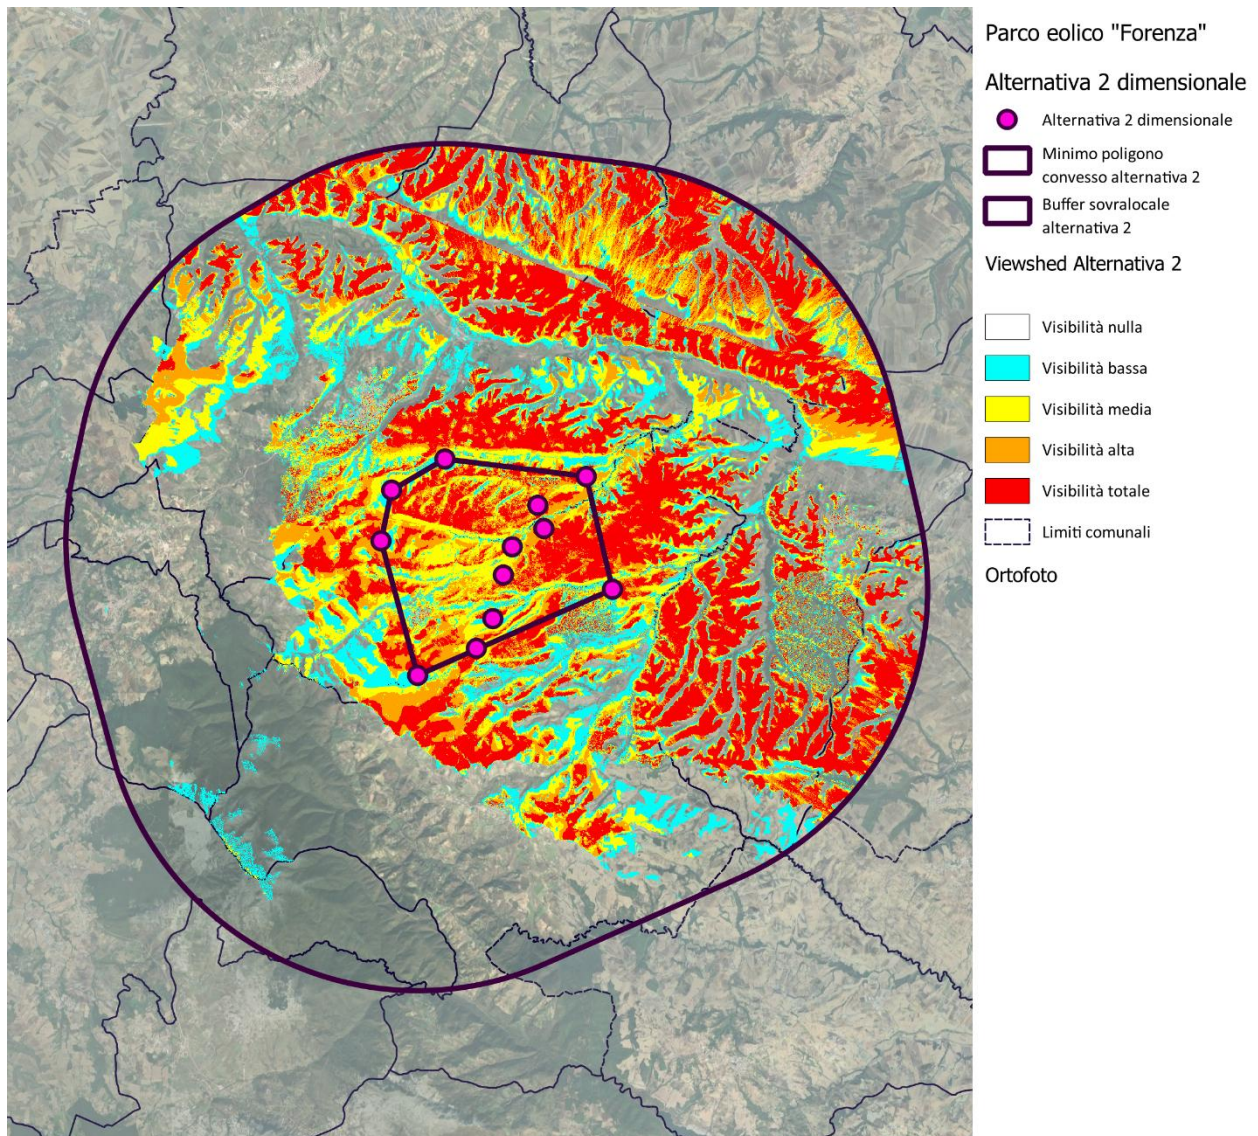 Parco eolico "Forenza"
Alternativa 2 dimensionale
Alternativa 2 dimensionale
Minimo poligono
convesso alternativa 2
Buffer sovralocale
alternativa 2
Viewshed Alternativa 2
Visibilità nulla
Visibilità bassa
Visibilità media
Visibilità alta
Visibilità totale
Limiti comunali
Ortofoto